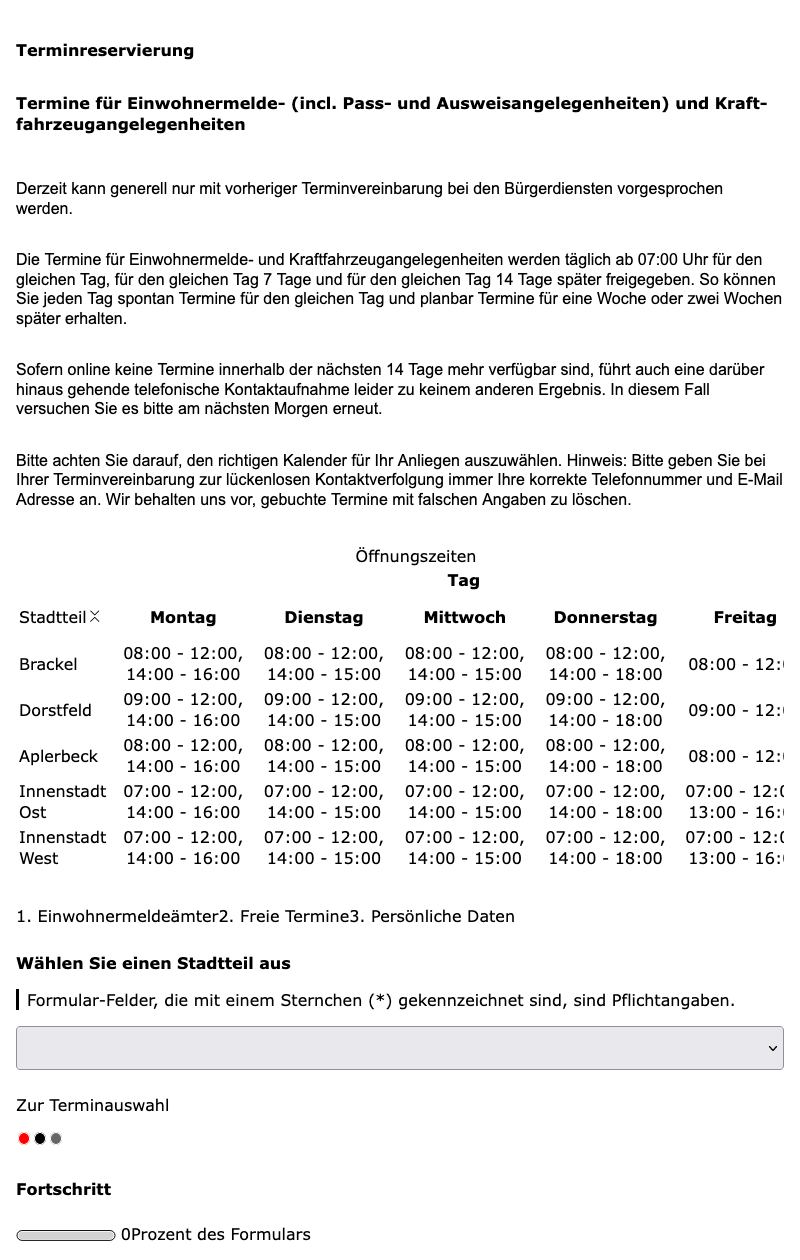 Terminreservierung
Termine für Einwohnermelde- (incl. Pass- und Ausweisangelegenheiten) und Kraft-
fahrzeugangelegenheiten
Derzeit kann generell nur mit vorheriger Terminvereinbarung bei den Bürgerdiensten vorgesprochen
werden.
Die Termine für Einwohnermelde- und Kraftfahrzeugangelegenheiten werden täglich ab 07:00 Uhr für den
gleichen Tag, für den gleichen Tag 7 Tage und für den gleichen Tag 14 Tage später freigegeben. So können
Sie jeden Tag spontan Termine für den gleichen Tag und planbar Termine für eine Woche oder zwei Wochen
später erhalten.
Sofern online keine Termine innerhalb der nächsten 14 Tage mehr verfügbar sind, führt auch eine darüber
hinaus gehende telefonische Kontaktaufnahme leider zu keinem anderen Ergebnis. In diesem Fall
versuchen Sie es bitte am nächsten Morgen erneut.
Bitte achten Sie darauf, den richtigen Kalender für Ihr Anliegen auszuwählen. Hinweis: Bitte geben Sie bei
Ihrer Terminvereinbarung zur lückenlosen Kontaktverfolgung immer Ihre korrekte Telefonnummer und E-Mail
Adresse an. Wir behalten uns vor, gebuchte Termine mit falschen Angaben zu löschen.
Öffnungszeiten
Tag
Stadtteil Montag Dienstag Mittwoch Donnerstag Freitag
Brackel 08:00 - 12:00, 08:00 - 12:00, 08:00 - 12:00, 08:00 - 12:00, 08:00 - 12:
14:00 - 16:00 14:00 - 15:00 14:00 - 15:00 14:00 - 18:00
Dorstfeld 09:00 - 12:00, 09:00 - 12:00, 09:00 - 12:00, 09:00 - 12:00, 09:00 - 12:
14:00 - 16:00 14:00 - 15:00 14:00 - 15:00 14:00 - 18:00
Aplerbeck 08:00 - 12:00, 08:00 - 12:00, 08:00 - 12:00, 08:00 - 12:00, 08:00 - 12:
14:00 - 16:00 14:00 - 15:00 14:00 - 15:00 14:00 - 18:00
Innenstadt 07:00 - 12:00, 07:00 - 12:00, 07:00 - 12:00, 07:00 - 12:00, 07:00 - 12:0
Ost 14:00 - 16:00 14:00 - 15:00 14:00 - 15:00 14:00 - 18:00 13:00 - 16:
Innenstadt 07:00 - 12:00, 07:00 - 12:00, 07:00 - 12:00, 07:00 - 12:00, 07:00 - 12:0
West 14:00 - 16:00 14:00 - 15:00 14:00 - 15:00 14:00 - 18:00 13:00 - 16:
1. Einwohnermeldeämter2. Freie Termine3. Persönliche Daten
Wählen Sie einen Stadtteil aus
Formular-Felder, die mit einem Sternchen (*) gekennzeichnet sind, sind Pflichtangaben.
Zur Terminauswahl
Fortschritt
0Prozent des Formulars